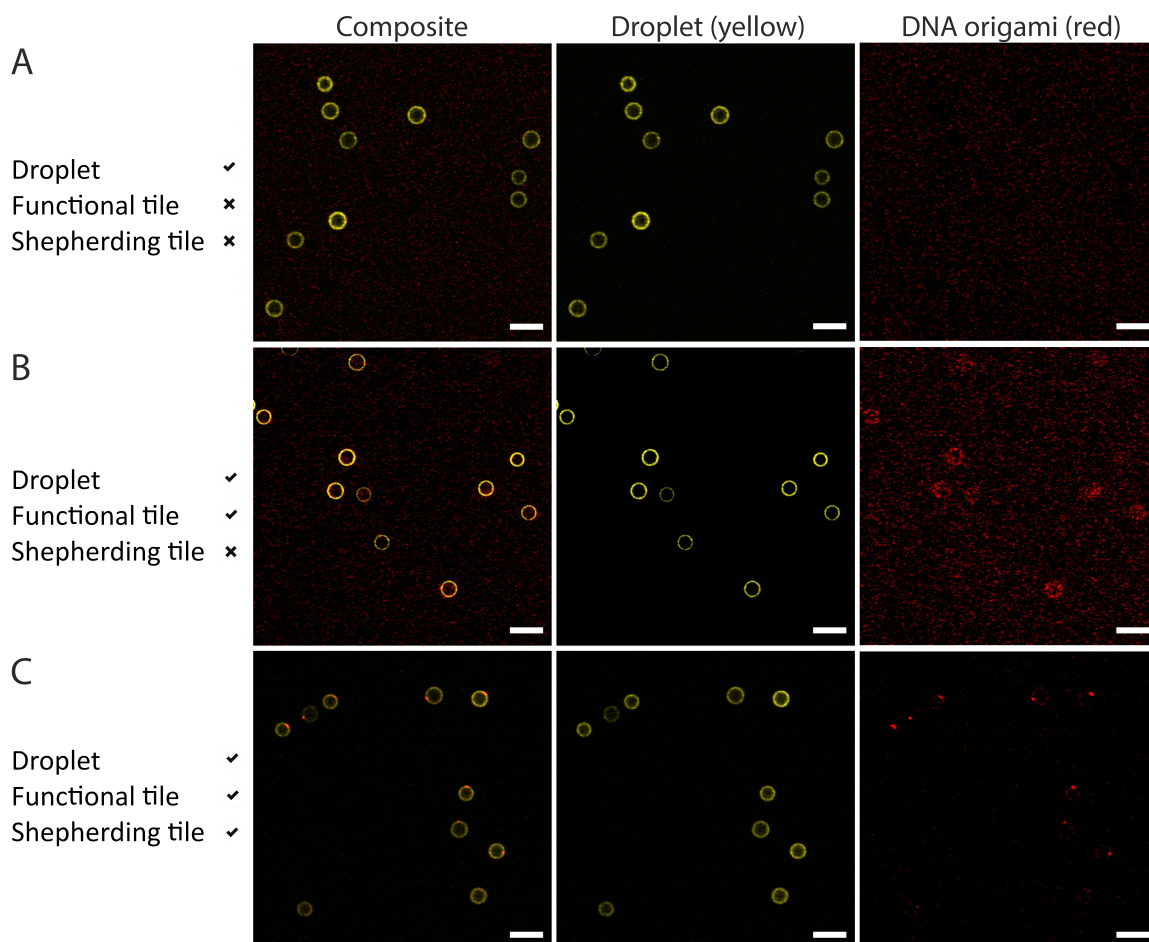 Composite Droplet (yellow) DNA origami (red)
A
Droplet ✓
Functional tile ✗
Shepherding tile ✗
B
Droplet ✓
Functional tile ✓
Shepherding tile ✗
C
Droplet ✓
Functional tile ✓
Shepherding tile ✓